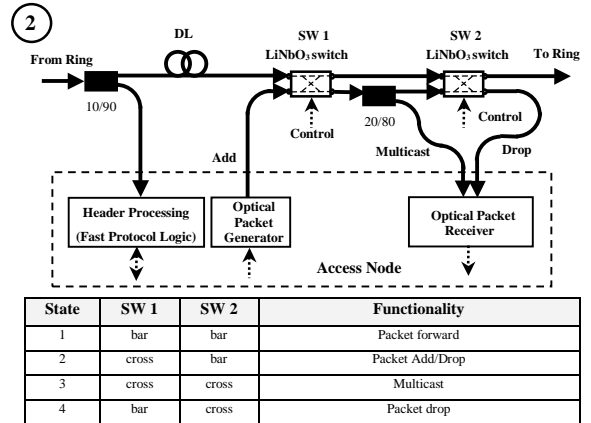 2
DL
SW 1
LiNbO₃ switch
SW 2
LiNbO₃ switch
From Ring
To Ring
10/90
20/80
Control
Control
Add
Multicast
Drop
Header Processing
(Fast Protocol Logic)
Optical
Packet
Generator
Optical Packet
Receiver
Access Node
State SW 1 SW 2 Functionality
1 bar bar Packet forward
2 cross bar Packet Add/Drop
3 cross cross Multicast
4 bar cross Packet drop